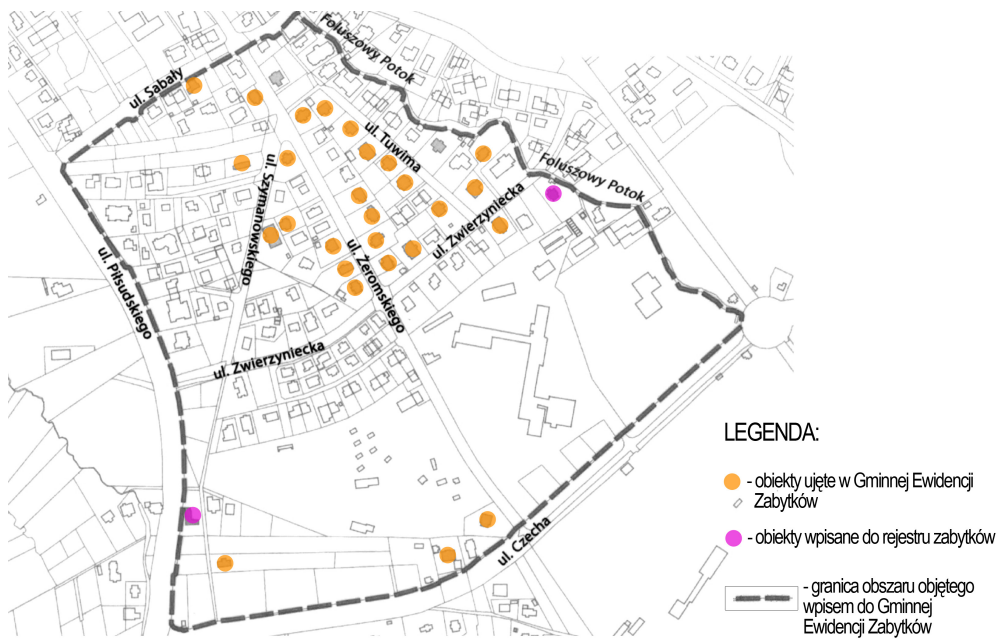 Foluszowy Potok
ul. Sabały
ul. Tuwima
ul. Szymanowskiego
Foluszowy Potok
ul. Zwierzyniecka
ul. Piłsudskiego
ul. Żeromskiego
ul. Zwierzyniecka
ul. Czecha
LEGENDA:
- obiekty ujęte w Gminnej Ewidencji
Zabytków
- obiekty wpisane do rejestru zabytków
- granica obszaru objętego
wpisem do Gminnej
Ewidencji Zabytków